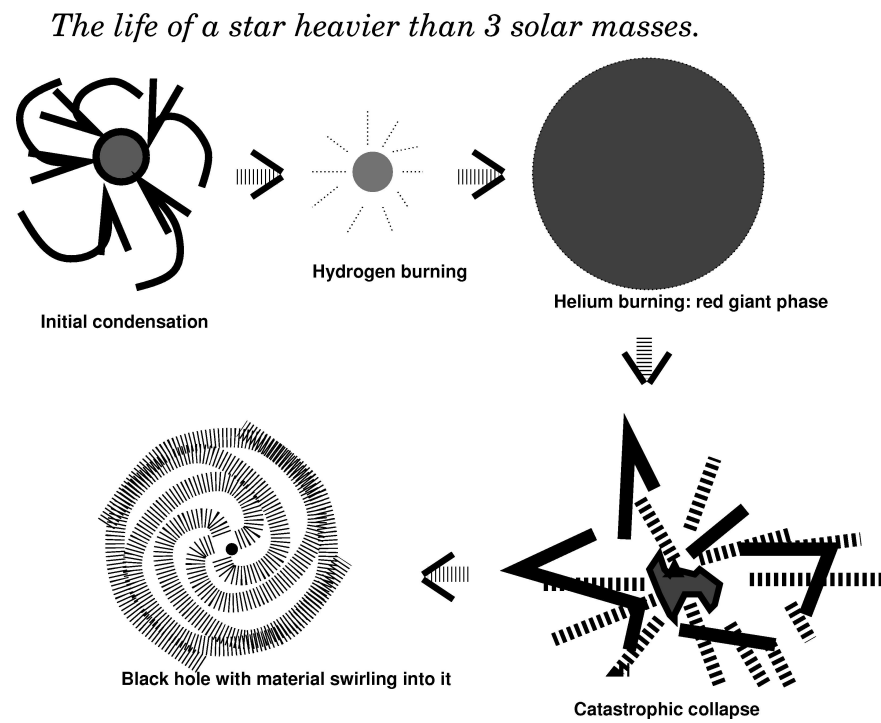 The life of a star heavier than 3 solar masses.
Hydrogen burning
Helium burning: red giant phase
Initial condensation
Black hole with material swirling into it
Catastrophic collapse